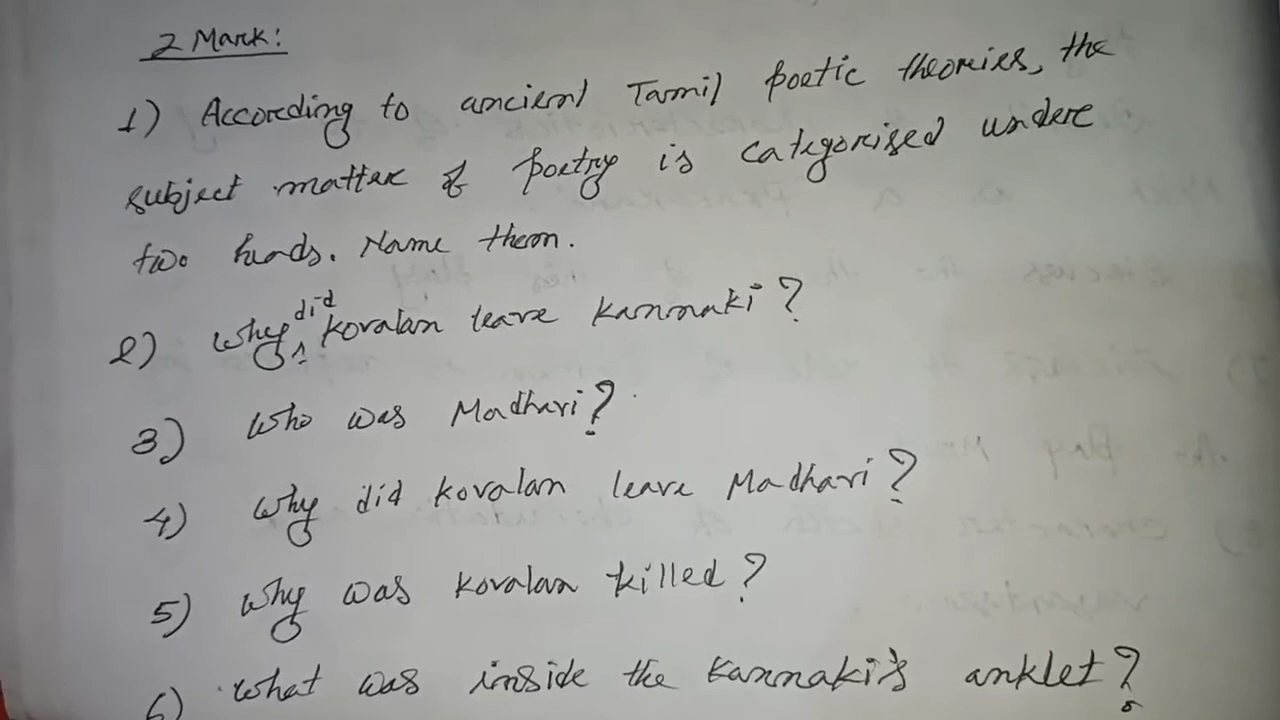 2 Mark:
1) According to ancient Tamil poetic theories, the
subject matter of poetry is categorised under
two heads. Name them.
2) Why did Kovalan leave Kannaki?
3) Who was Madhavi?
4) Why did Kovalan leave Madhavi?
5) Why was Kovalan killed?
6) What was inside the Kannaki's anklet?